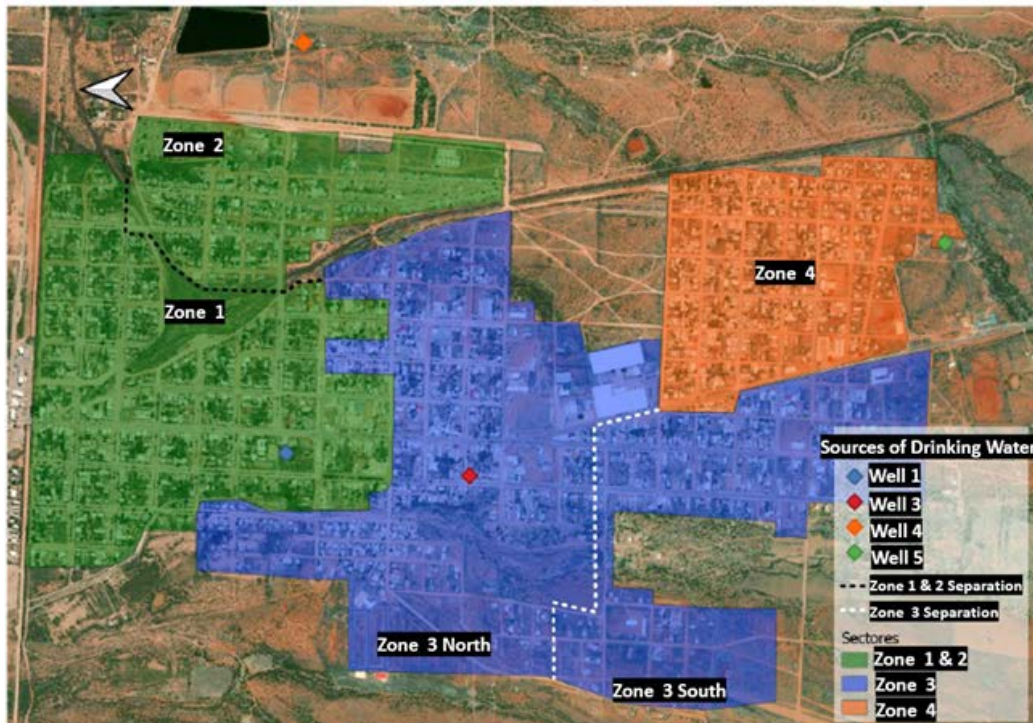 Zone 2
Zone 1
Zone 4
Zone 3 North
Zone 3 South
Sources of Drinking Water
Well 1
Well 3
Well 4
Well 5
Zone 1 & 2 Separation
Zone 3 Separation
Sectores
Zone 1 & 2
Zone 3
Zone 4